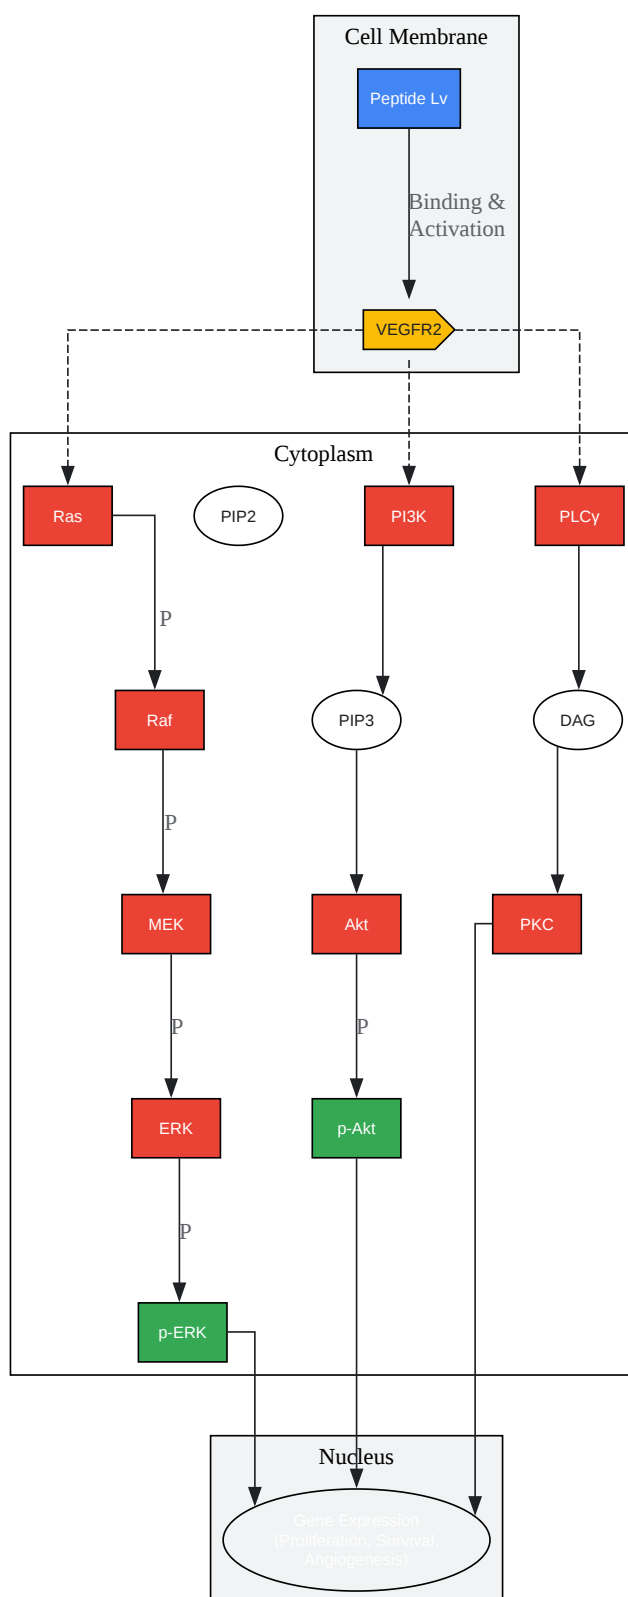 Cell Membrane
Peptide Lv
Binding &
Activation
VEGFR2
Cytoplasm
Ras
PIP2
PI3K
PLCγ
P
Raf
PIP3
DAG
P
MEK
Akt
PKC
P
P
ERK
p-Akt
P
p-ERK
Nucleus
Gene Expression
(Proliferation, Survival,
Angiogenesis)